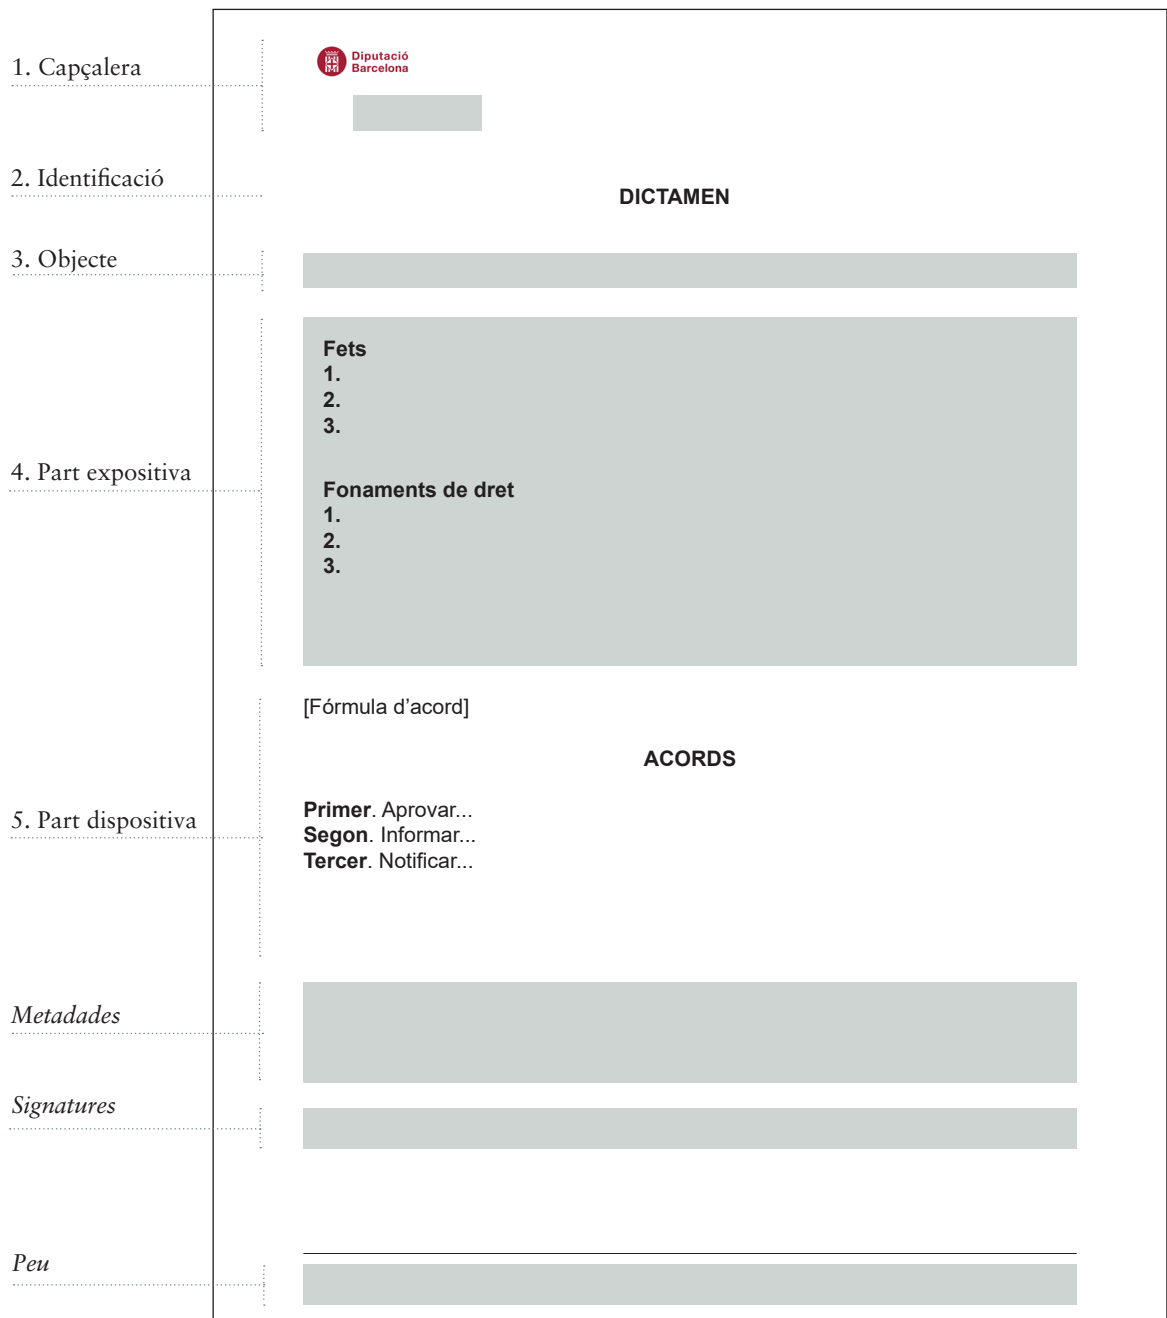 1. Capçalera
Diputació
Barcelona
2. Identificació
DICTAMEN
3. Objecte
4. Part expositiva
Fets
1.
2.
3.
Fonaments de dret
1.
2.
3.
5. Part dispositiva
[Fórmula d’acord]
ACORDS
Primer. Aprovar...
Segon. Informar...
Tercer. Notificar...
Metadades
Signatures
Peu